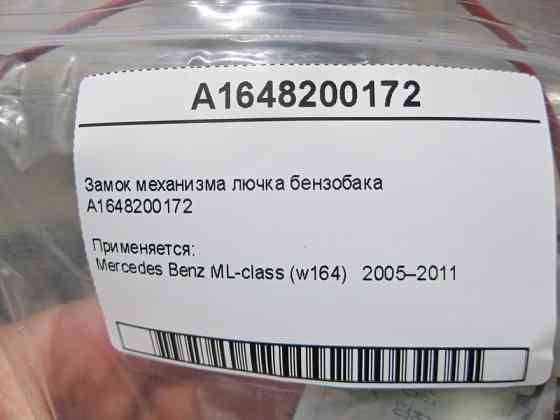 A1648200172
Замок механизма лючка бензобака
A1648200172
Применяется:
Mercedes Benz ML-class (w164) 2005–2011